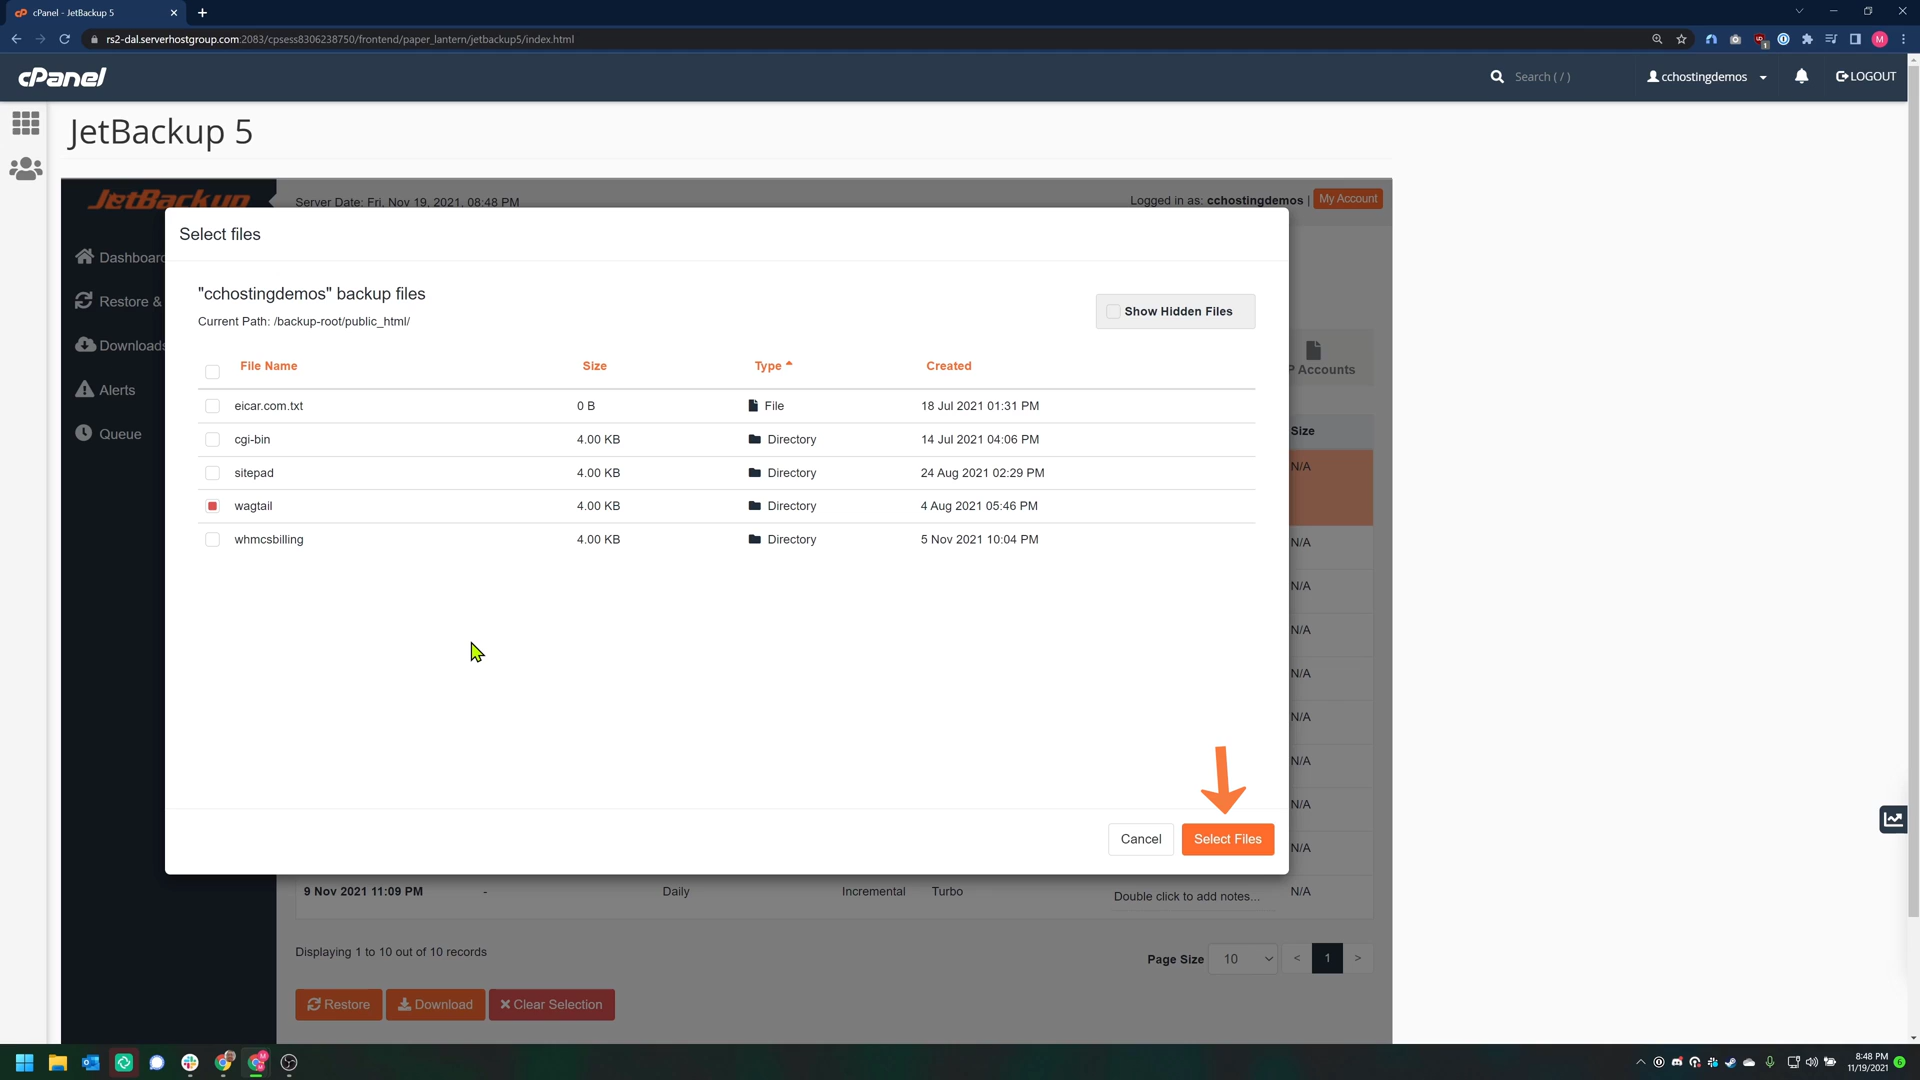 cPanel - JetBackup 5
rs2-dal.serverhostgroup.com:2083/cpsess8306238750/frontend/paper_lantern/jetbackup5/index.html
cPanel
Search ( / )
cchostingdemos
LOGOUT
JetBackup 5
JetBackup
Server Date: Fri, Nov 19, 2021, 08:48 PM
Logged in as: cchostingdemos |
My Account
Dashboard
Restore &
Downloads
Alerts
Queue
Select files
"cchostingdemos" backup files
Current Path: /backup-root/public_html/
Show Hidden Files
File Name Size Type Created
eicar.com.txt 0 B File 18 Jul 2021 01:31 PM
cgi-bin 4.00 KB Directory 14 Jul 2021 04:06 PM
sitepad 4.00 KB Directory 24 Aug 2021 02:29 PM
wagtail 4.00 KB Directory 4 Aug 2021 05:46 PM
whmcsbilling 4.00 KB Directory 5 Nov 2021 10:04 PM
Cancel
Select Files
P Accounts
Size
N/A
N/A
N/A
N/A
N/A
N/A
N/A
N/A
N/A
9 Nov 2021 11:09 PM - Daily Incremental Turbo Double click to add notes... N/A
Displaying 1 to 10 out of 10 records
Page Size 10 < 1 >
Restore
Download
Clear Selection
8:48 PM
11/19/2021
6